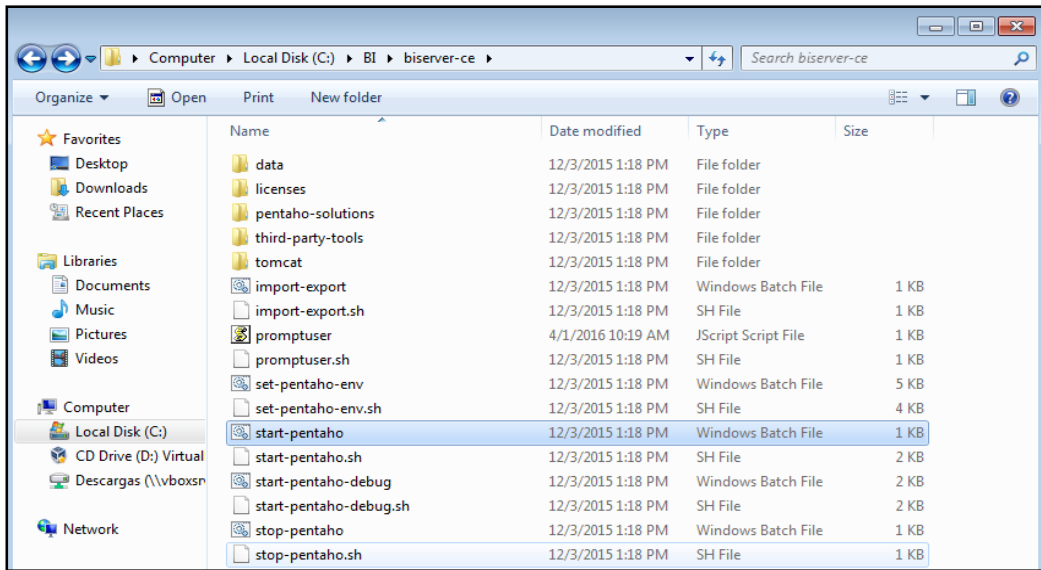 Computer Local Disk (C:) BI biserver-ce Search biserver-ce
Organize Open Print New folder
Name Date modified Type Size
Favorites
Desktop
Downloads
Recent Places
Libraries
Documents
Music
Pictures
Videos
Computer
Local Disk (C:)
CD Drive (D:) Virtual
Descargas (\\vboxsr
Network
data 12/3/2015 1:18 PM File folder
licenses 12/3/2015 1:18 PM File folder
pentaho-solutions 12/3/2015 1:18 PM File folder
third-party-tools 12/3/2015 1:18 PM File folder
tomcat 12/3/2015 1:18 PM File folder
import-export 12/3/2015 1:18 PM Windows Batch File 1 KB
import-export.sh 12/3/2015 1:18 PM SH File 1 KB
promptuser 4/1/2016 10:19 AM JScript Script File 1 KB
promptuser.sh 12/3/2015 1:18 PM SH File 1 KB
set-pentaho-env 12/3/2015 1:18 PM Windows Batch File 5 KB
set-pentaho-env.sh 12/3/2015 1:18 PM SH File 4 KB
start-pentaho 12/3/2015 1:18 PM Windows Batch File 1 KB
start-pentaho.sh 12/3/2015 1:18 PM SH File 2 KB
start-pentaho-debug 12/3/2015 1:18 PM Windows Batch File 2 KB
start-pentaho-debug.sh 12/3/2015 1:18 PM SH File 2 KB
stop-pentaho 12/3/2015 1:18 PM Windows Batch File 1 KB
stop-pentaho.sh 12/3/2015 1:18 PM SH File 1 KB